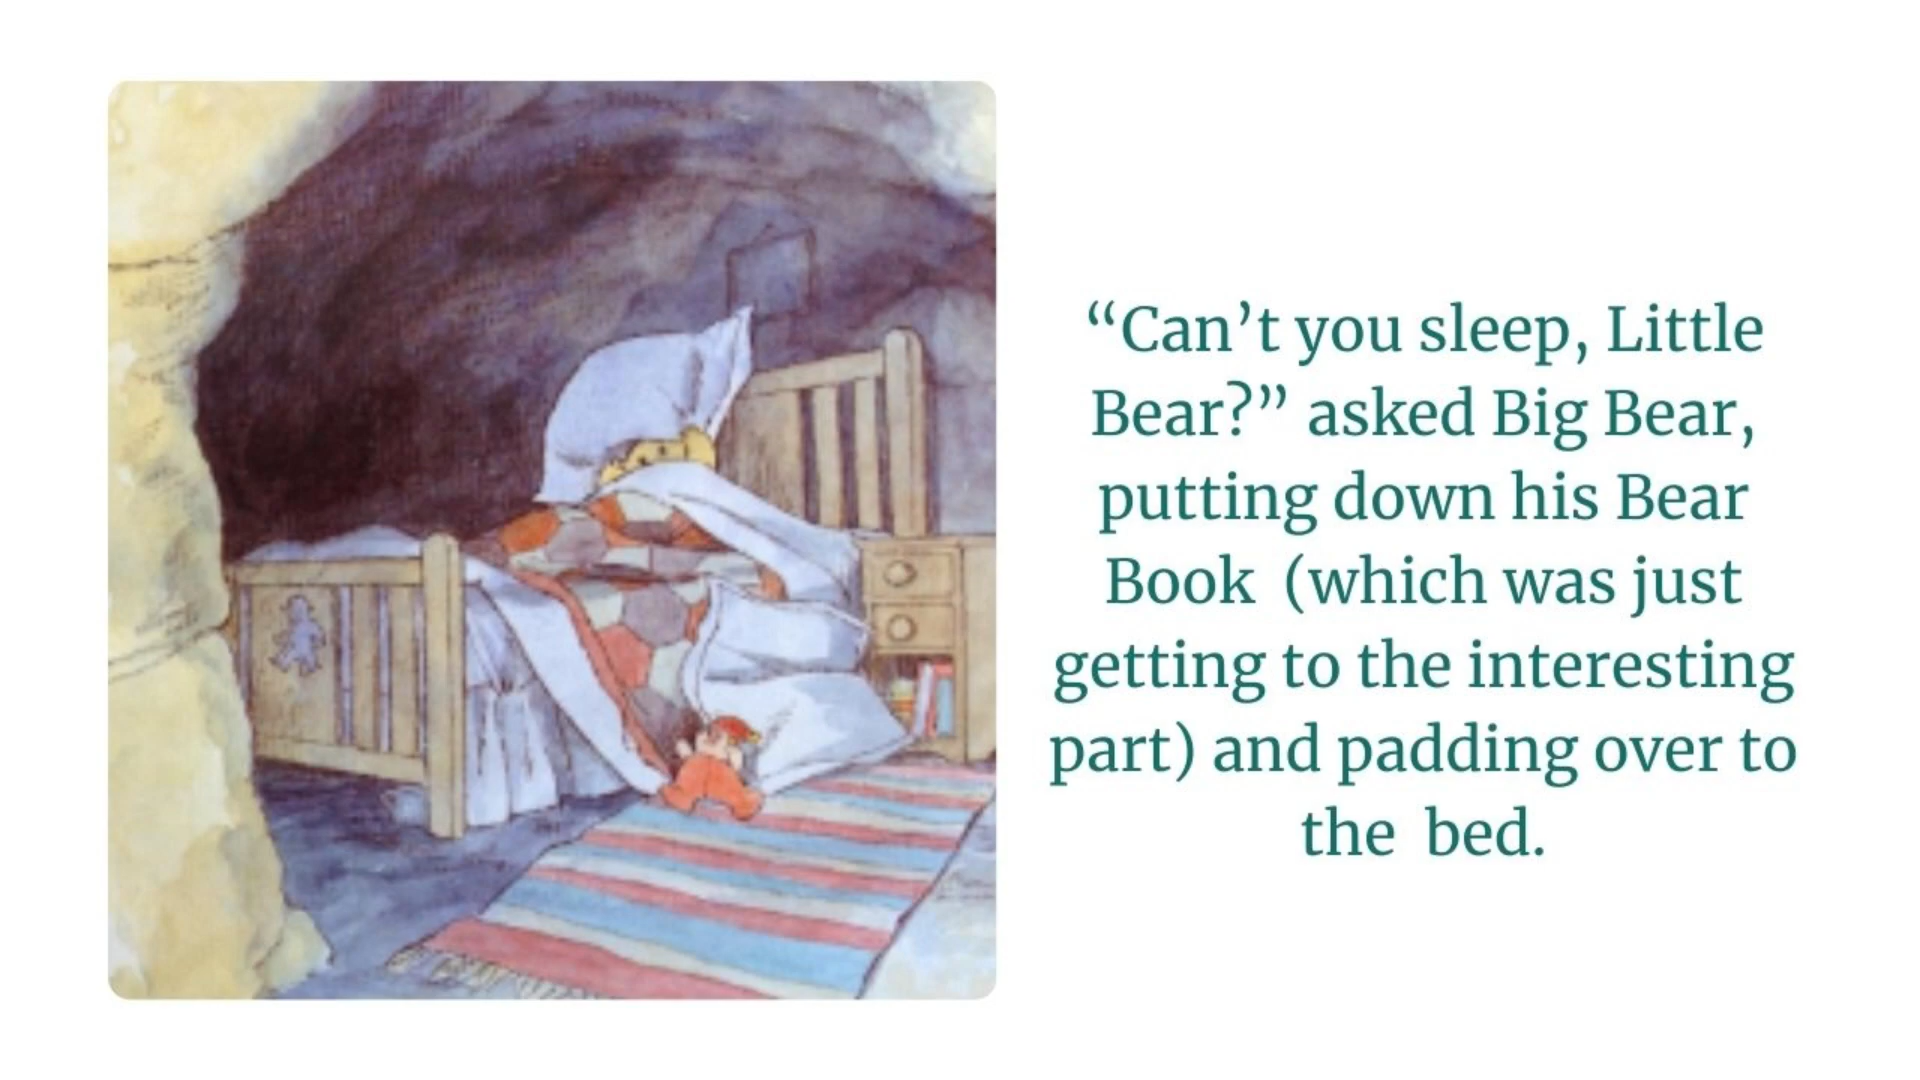 “Can’t you sleep, Little
Bear?” asked Big Bear,
putting down his Bear
Book  (which was just
getting to the interesting
part) and padding over to
the  bed.